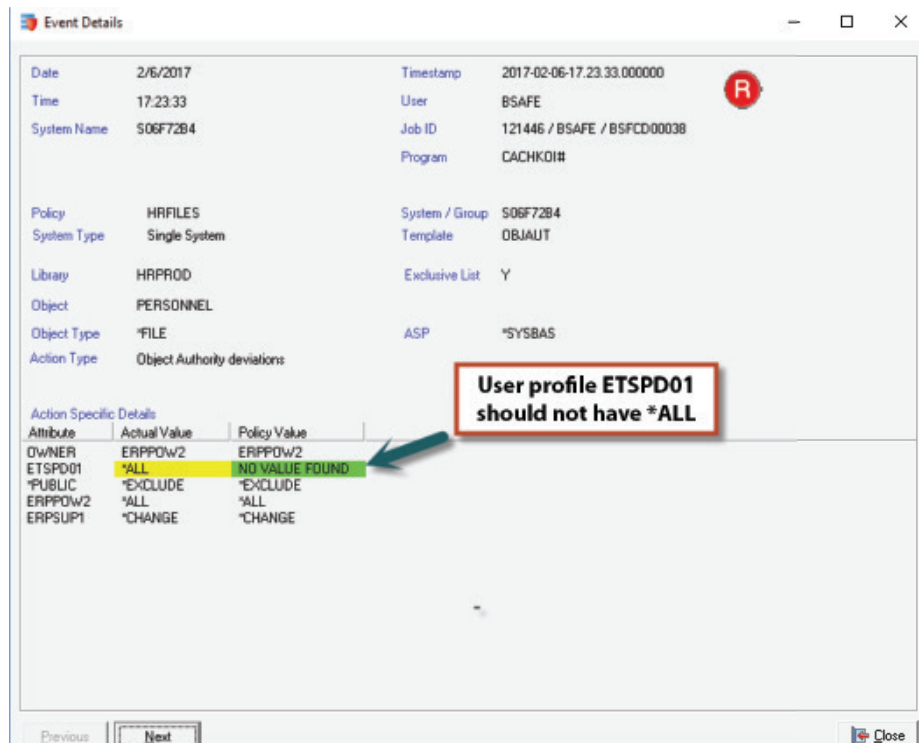 Event Details
Date 2/6/2017 Timestamp 2017-02-06-17.23.33.000000
R
Time 17:23:33 User BSAFE
System Name S06F72B4 Job ID 121446 / BSAFE / BSFCD00038
Program CACHKOI#
Policy HRFILES System / Group S06F72B4
System Type Single System Template OBJAUT
Library HRPROD Exclusive List Y
Object PERSONNEL
Object Type *FILE ASP *SYSBAS
Action Type Object Authority deviations
User profile ETSPD01
should not have *ALL
Action Specific Details
Attribute Actual Value Policy Value
OWNER ERPPOW2 ERPPOW2
ETSPD01 *ALL NO VALUE FOUND
*PUBLIC *EXCLUDE *EXCLUDE
ERPPOW2 *ALL *ALL
ERPSUP1 *CHANGE *CHANGE
Previous Next Close